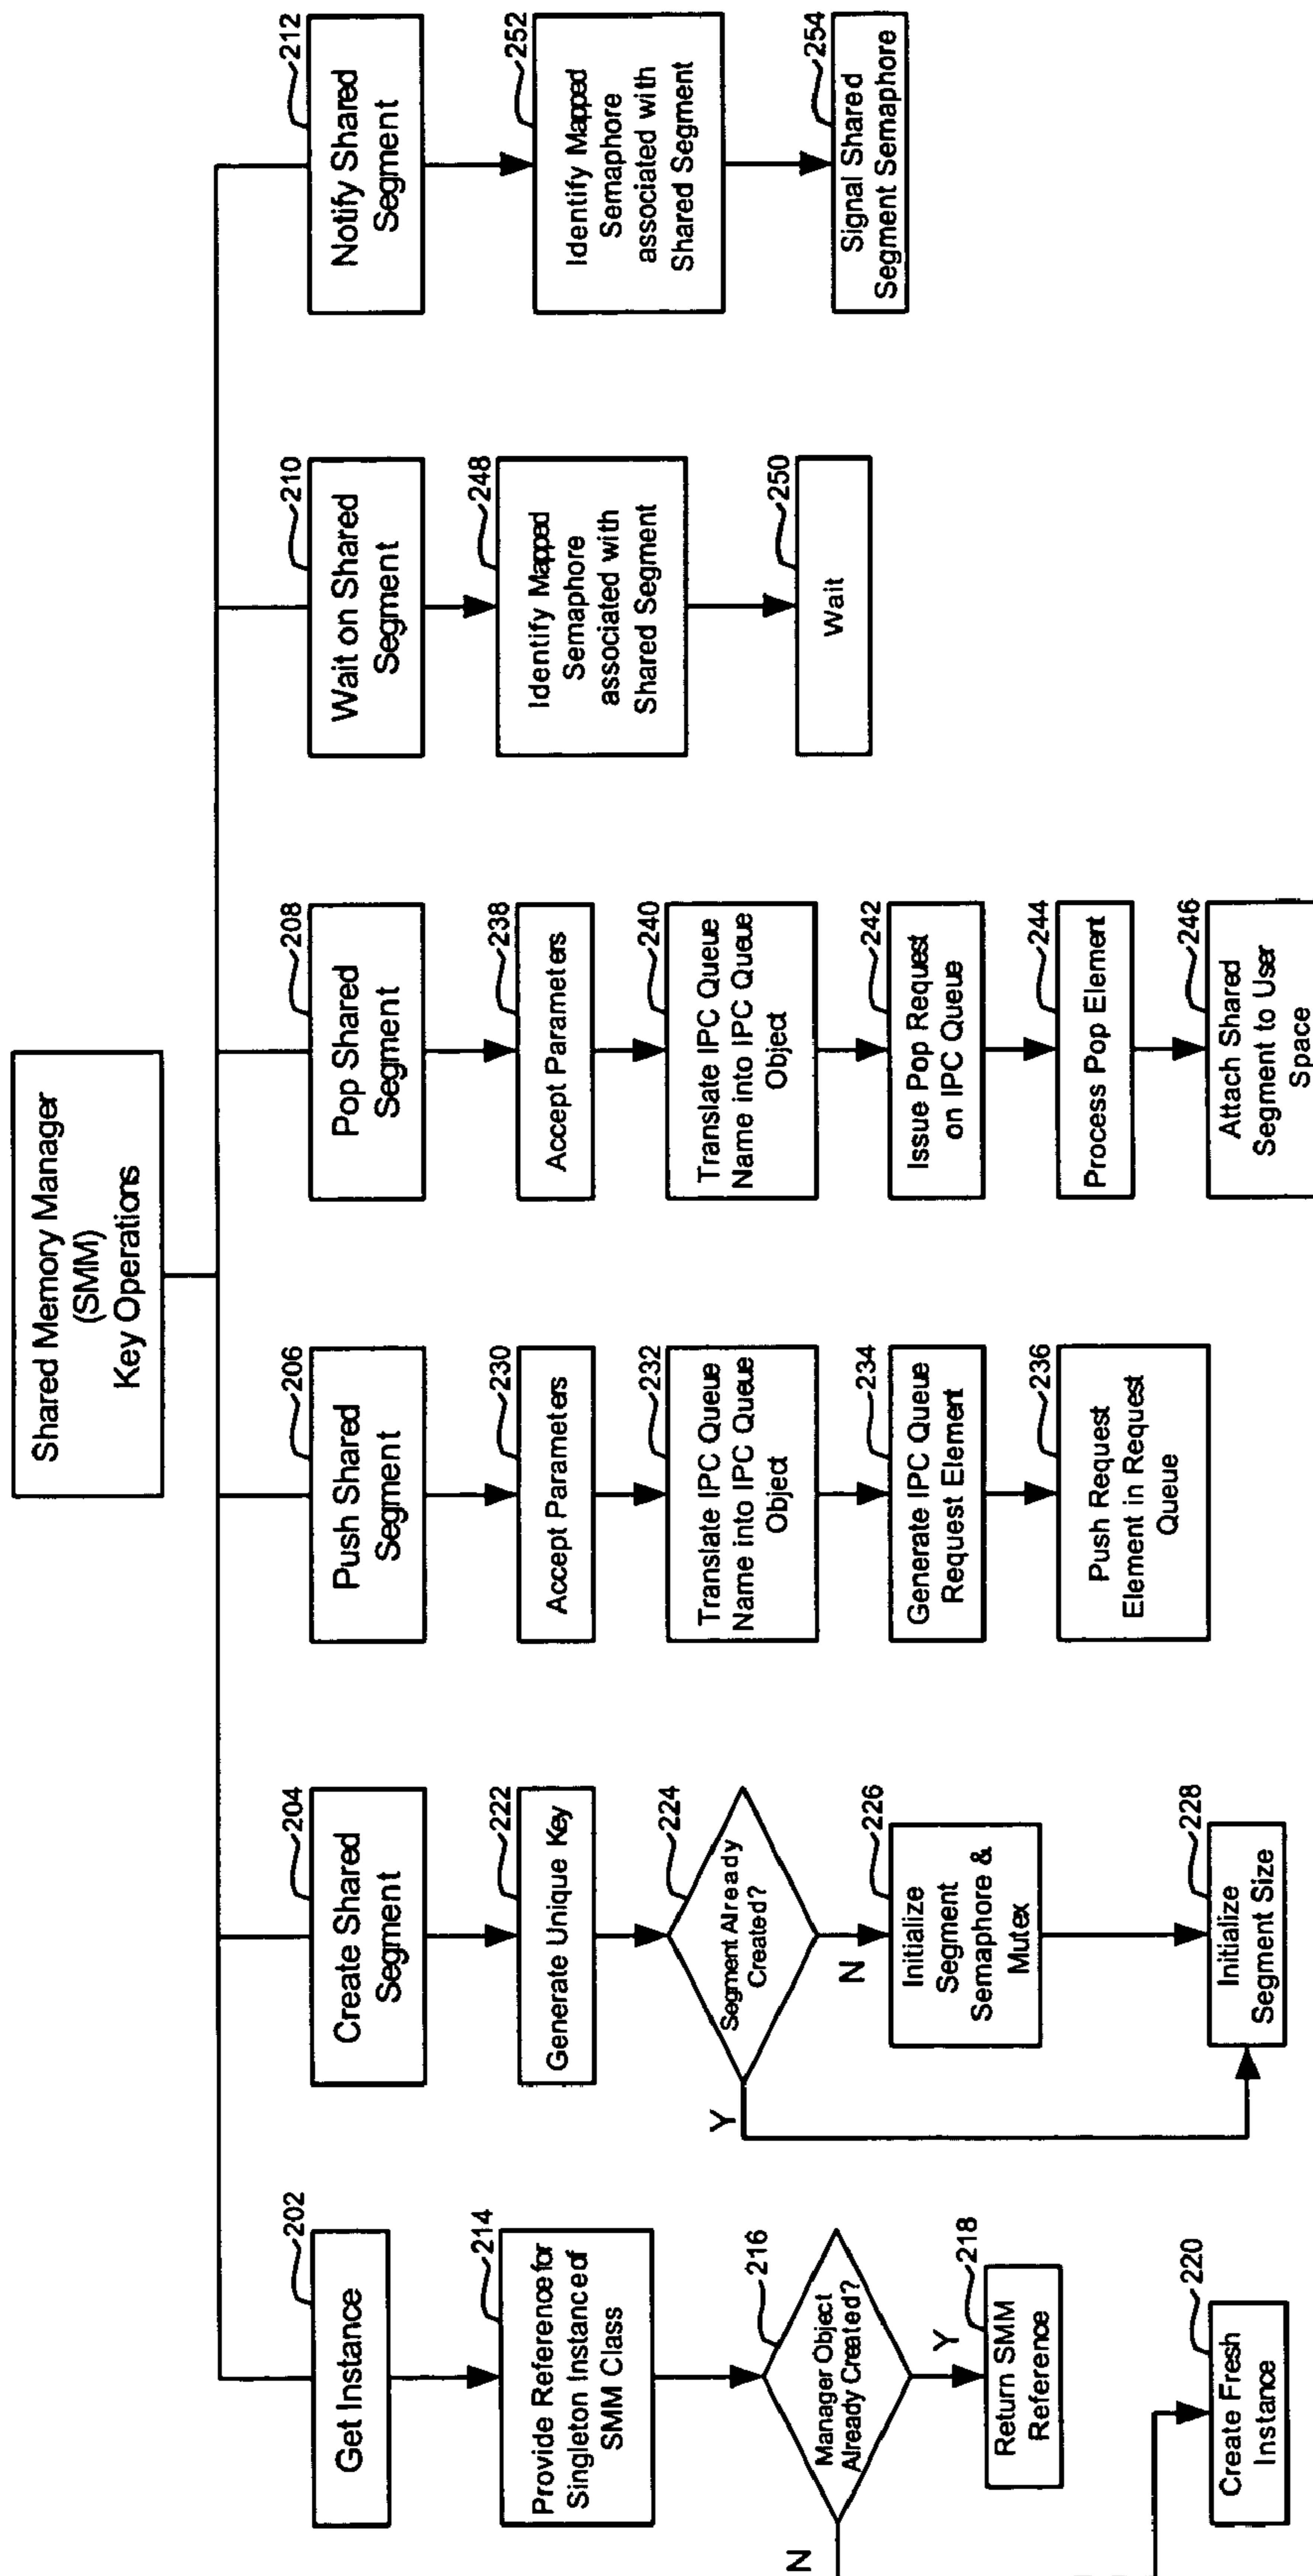 Shared Memory Manager
(SMM)
Key Operations
202
Get Instance
214
Provide Reference for
Singleton Instance of
SMM Class
216
Manager Object
Already Created?
Y
218
Return SMM
Reference
N
220
Create Fresh
Instance
204
Create Shared
Segment
222
Generate Unique Key
224
Segment Already
Created?
N
226
Initialize
Segment
Semaphore &
Mutex
Y
228
Initialize
Segment Size
206
Push Shared
Segment
230
Accept Parameters
232
Translate IPC Queue
Name into IPC Queue
Object
234
Generate IPC Queue
Request Element
236
Push Request
Element in Request
Queue
208
Pop Shared
Segment
238
Accept Parameters
240
Translate IPC Queue
Name into IPC Queue
Object
242
Issue Pop Request
on IPC Queue
244
Process Pop Element
246
Attach Shared
Segment to User
Space
210
Wait on Shared
Segment
248
Identify Mapped
Semaphore
associated with
Shared Segment
250
Wait
212
Notify Shared
Segment
252
Identify Mapped
Semaphore
associated with
Shared Segment
254
Signal Shared
Segment Semaphore